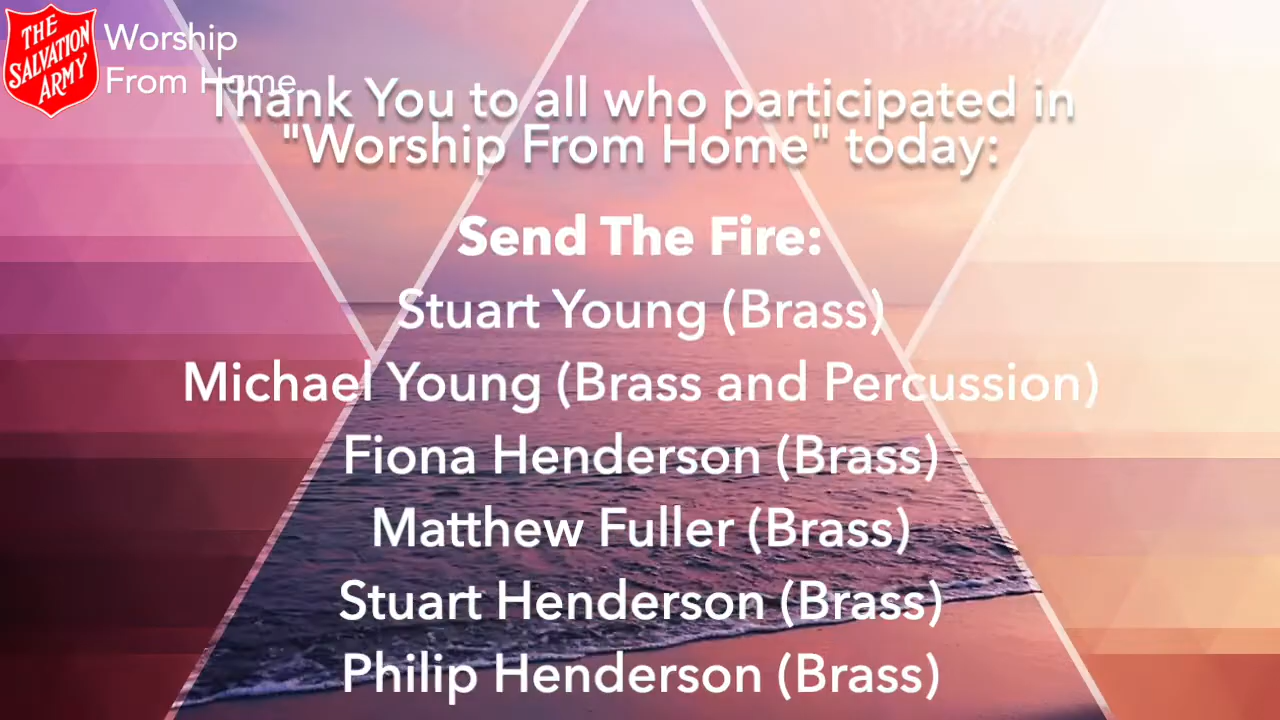 THE
SALVATION
ARMY
Worship
From Home
Thank You to all who participated in
"Worship From Home" today:
Send The Fire:
Stuart Young (Brass)
Michael Young (Brass and Percussion)
Fiona Henderson (Brass)
Matthew Fuller (Brass)
Stuart Henderson (Brass)
Philip Henderson (Brass)